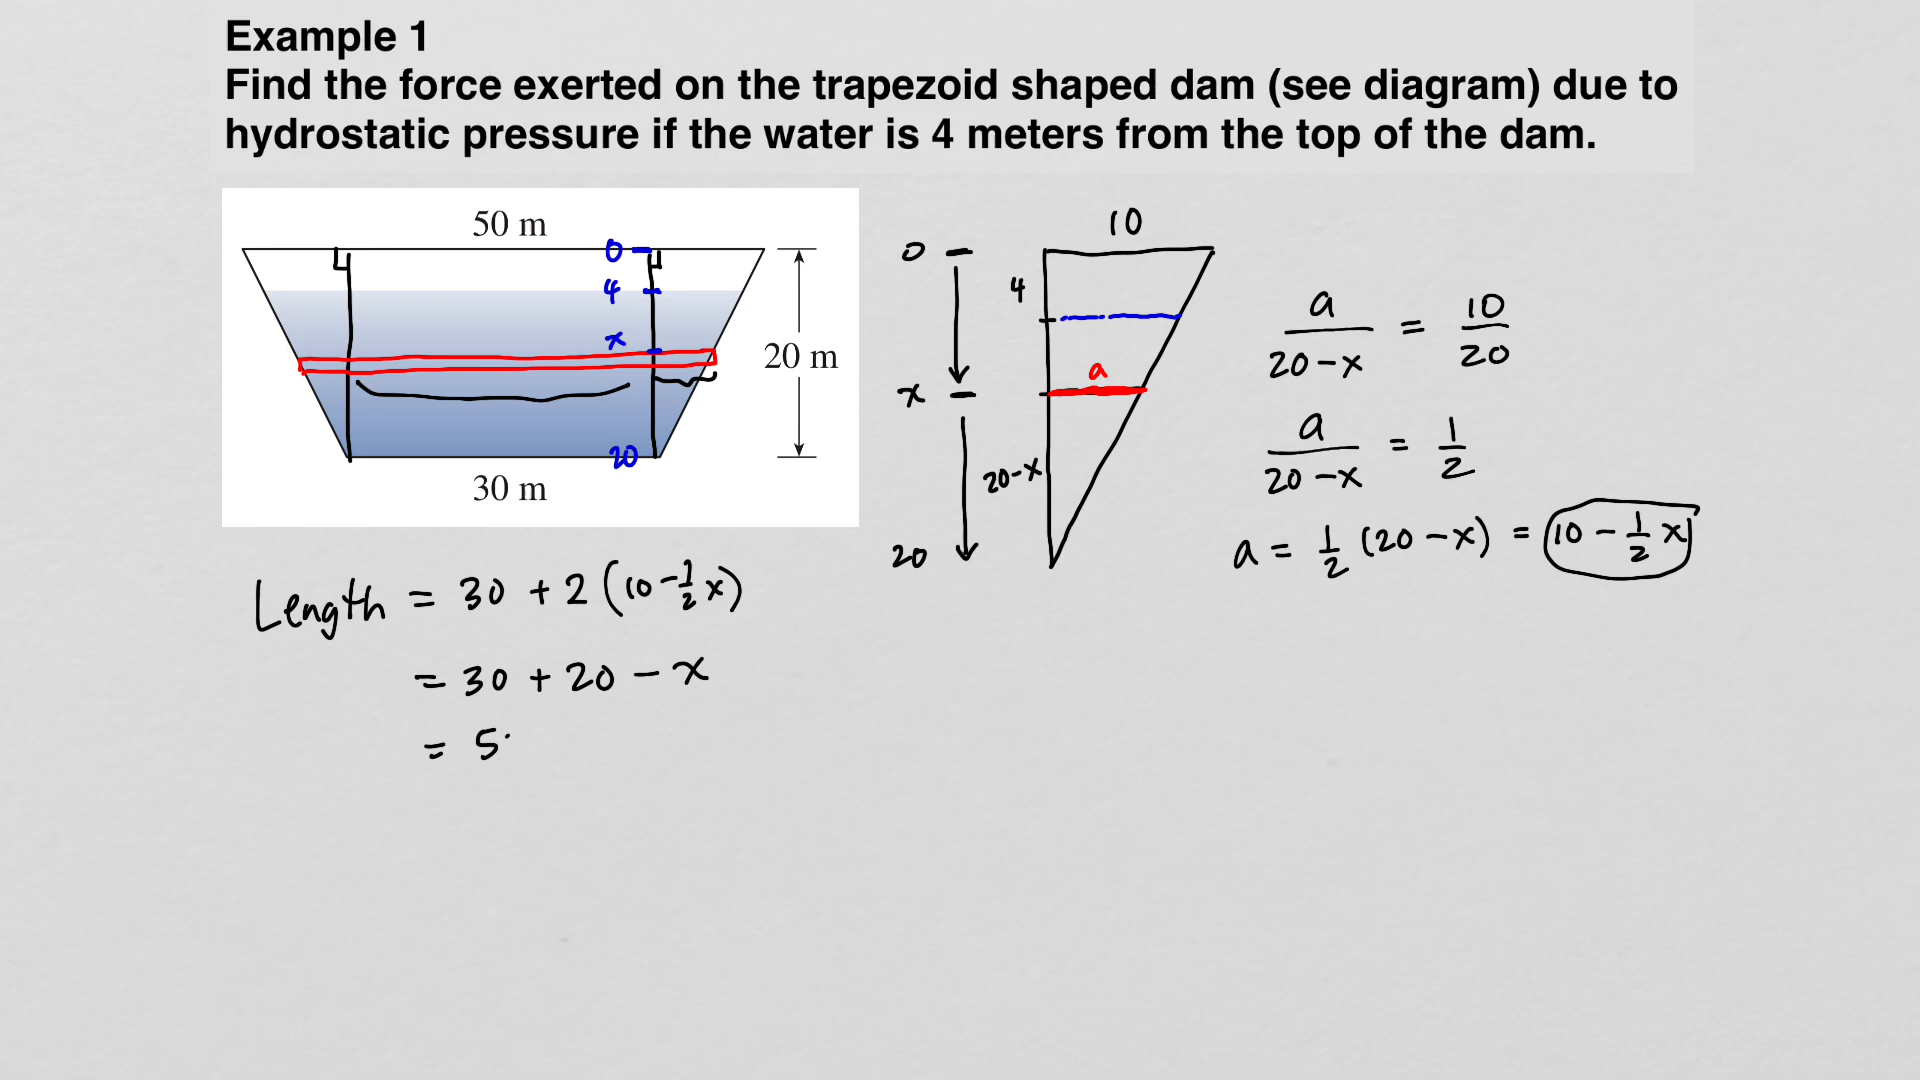 Example 1
Find the force exerted on the trapezoid shaped dam (see diagram) due to
hydrostatic pressure if the water is 4 meters from the top of the dam.
50 m
0
4
x
20 m
20
30 m
10
0
4
a
x
20-x
20
a/(20-x) = 10/20
a/(20-x) = 1/2
a = 1/2 (20-x) = 10 - 1/2 x
Length = 30 + 2 (10 - 1/2 x)
= 30 + 20 - x
= 5